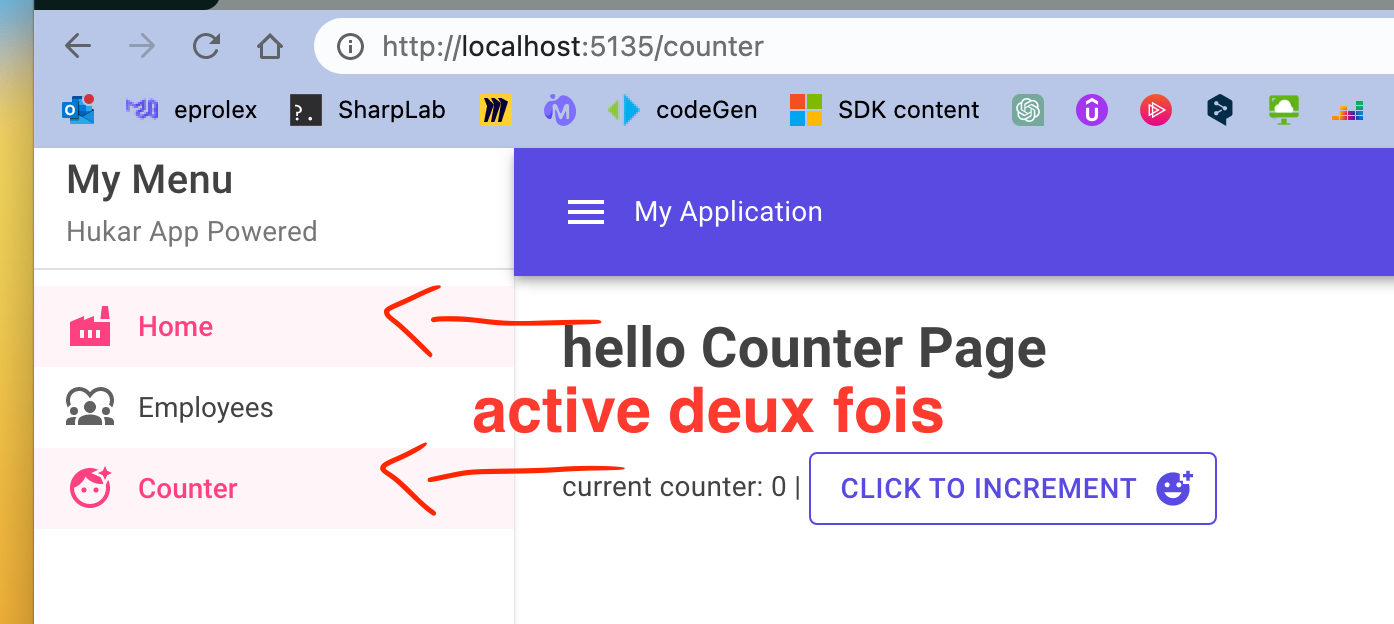 http://localhost:5135/counter
eprolex SharpLab codeGen SDK content
My Menu
Hukar App Powered
My Application
Home
hello Counter Page
Employees
active deux fois
Counter
current counter: 0 | CLICK TO INCREMENT